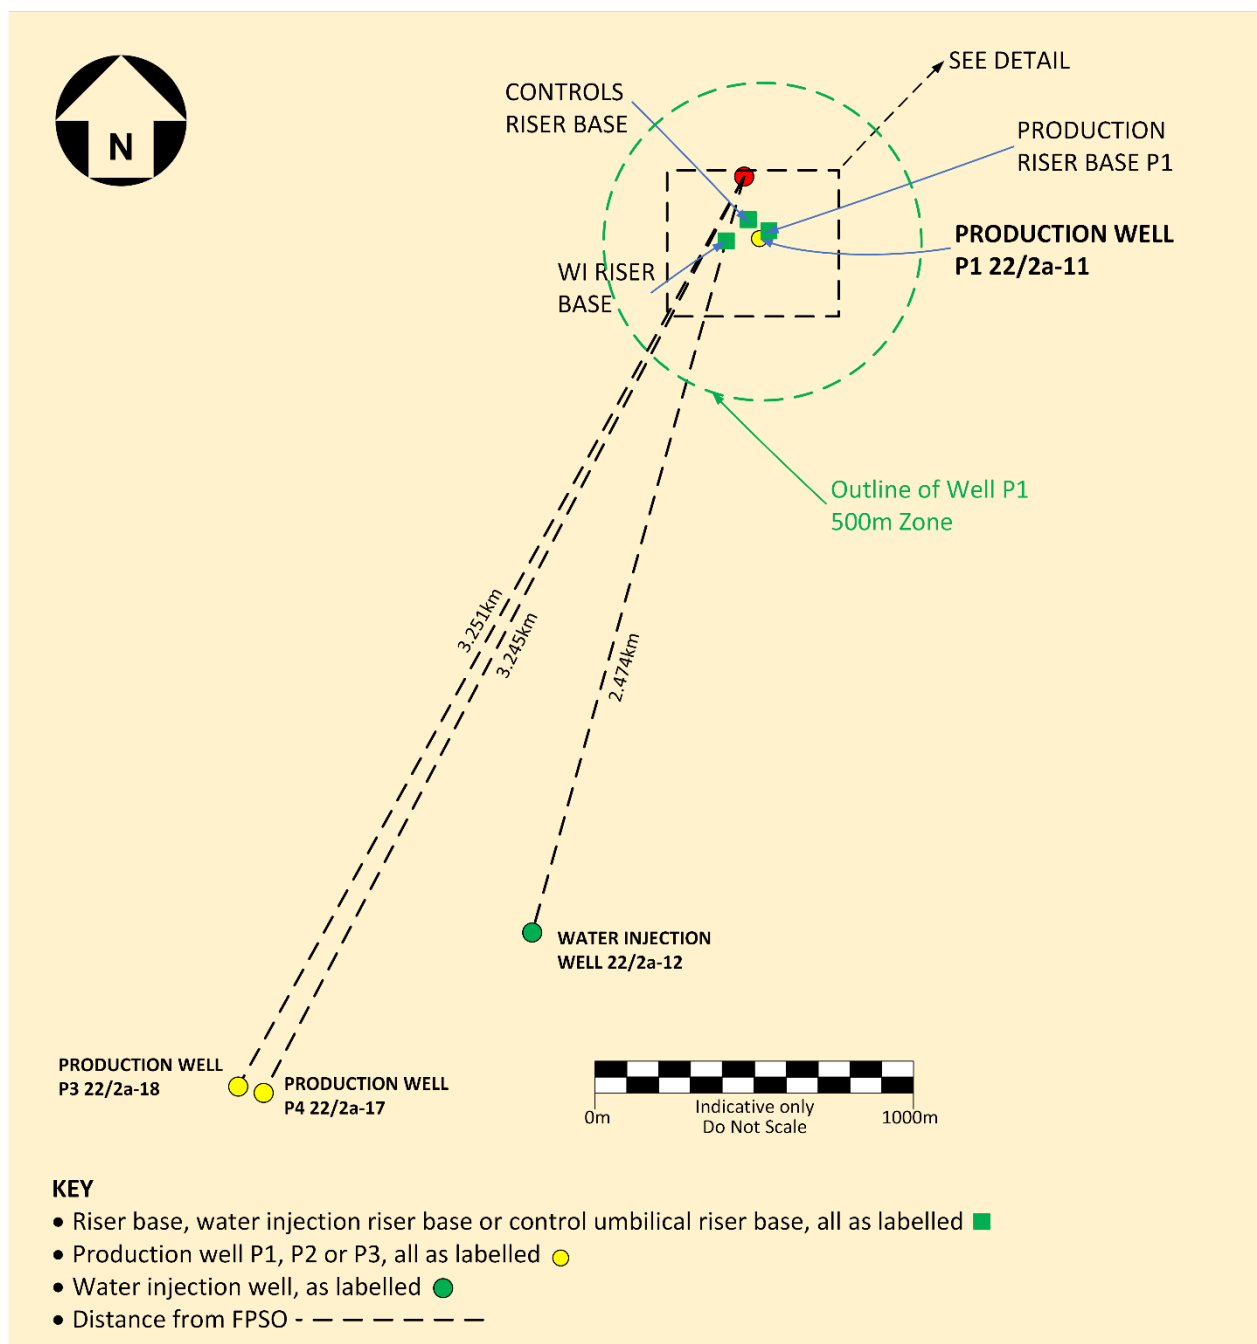 N
SEE DETAIL
CONTROLS
RISER BASE
PRODUCTION
RISER BASE P1
PRODUCTION WELL
P1 22/2a-11
WI RISER
BASE
Outline of Well P1
500m Zone
3.251km
3.245km
2.474km
WATER INJECTION
WELL 22/2a-12
PRODUCTION WELL
P3 22/2a-18
PRODUCTION WELL
P4 22/2a-17
0m
Indicative only
Do Not Scale
1000m
KEY
• Riser base, water injection riser base or control umbilical riser base, all as labelled
• Production well P1, P2 or P3, all as labelled
• Water injection well, as labelled
• Distance from FPSO